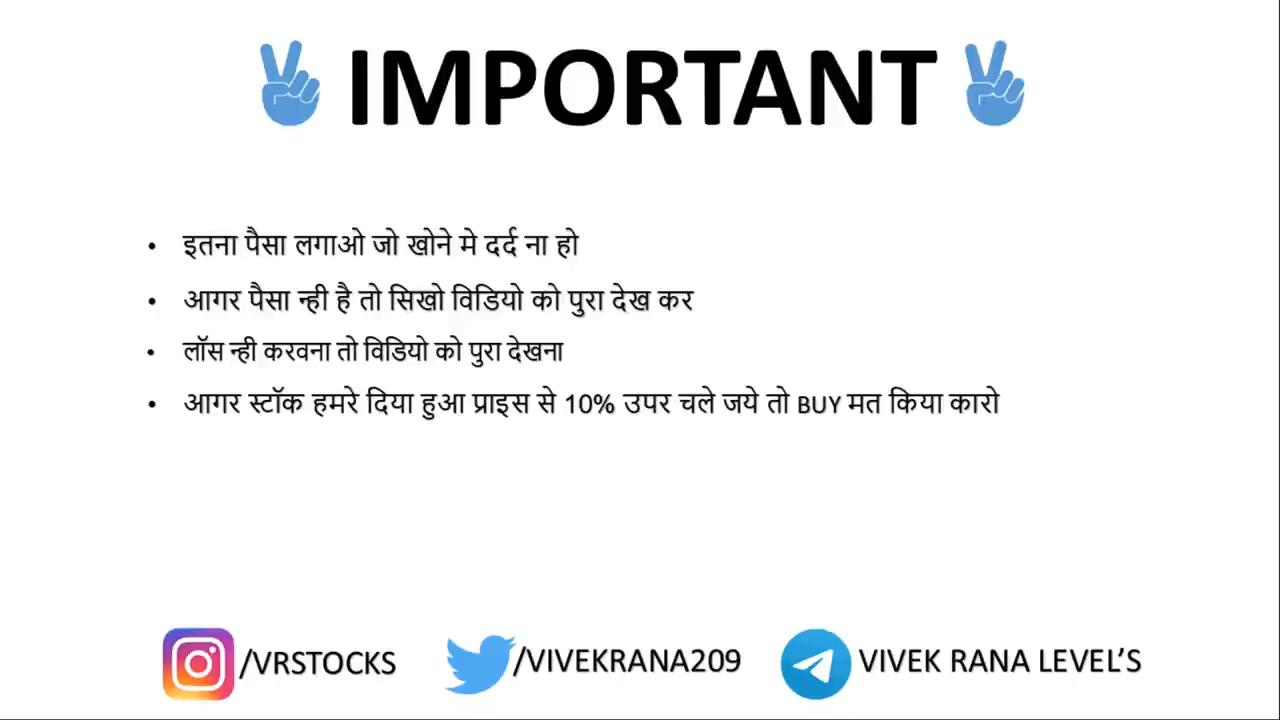 IMPORTANT
• इतना पैसा लगाओ जो खोने मे दर्द ना हो
• आगर पैसा न्ही है तो सिखो विडियो को पुरा देख कर
• लॉस न्ही करवना तो विडियो को पुरा देखना
• आगर स्टॉक हमरे दिया हुआ प्राइस से 10% उपर चले जये तो BUY मत किया कारो
/VRSTOCKS /VIVEKRANA209 VIVEK RANA LEVEL’S